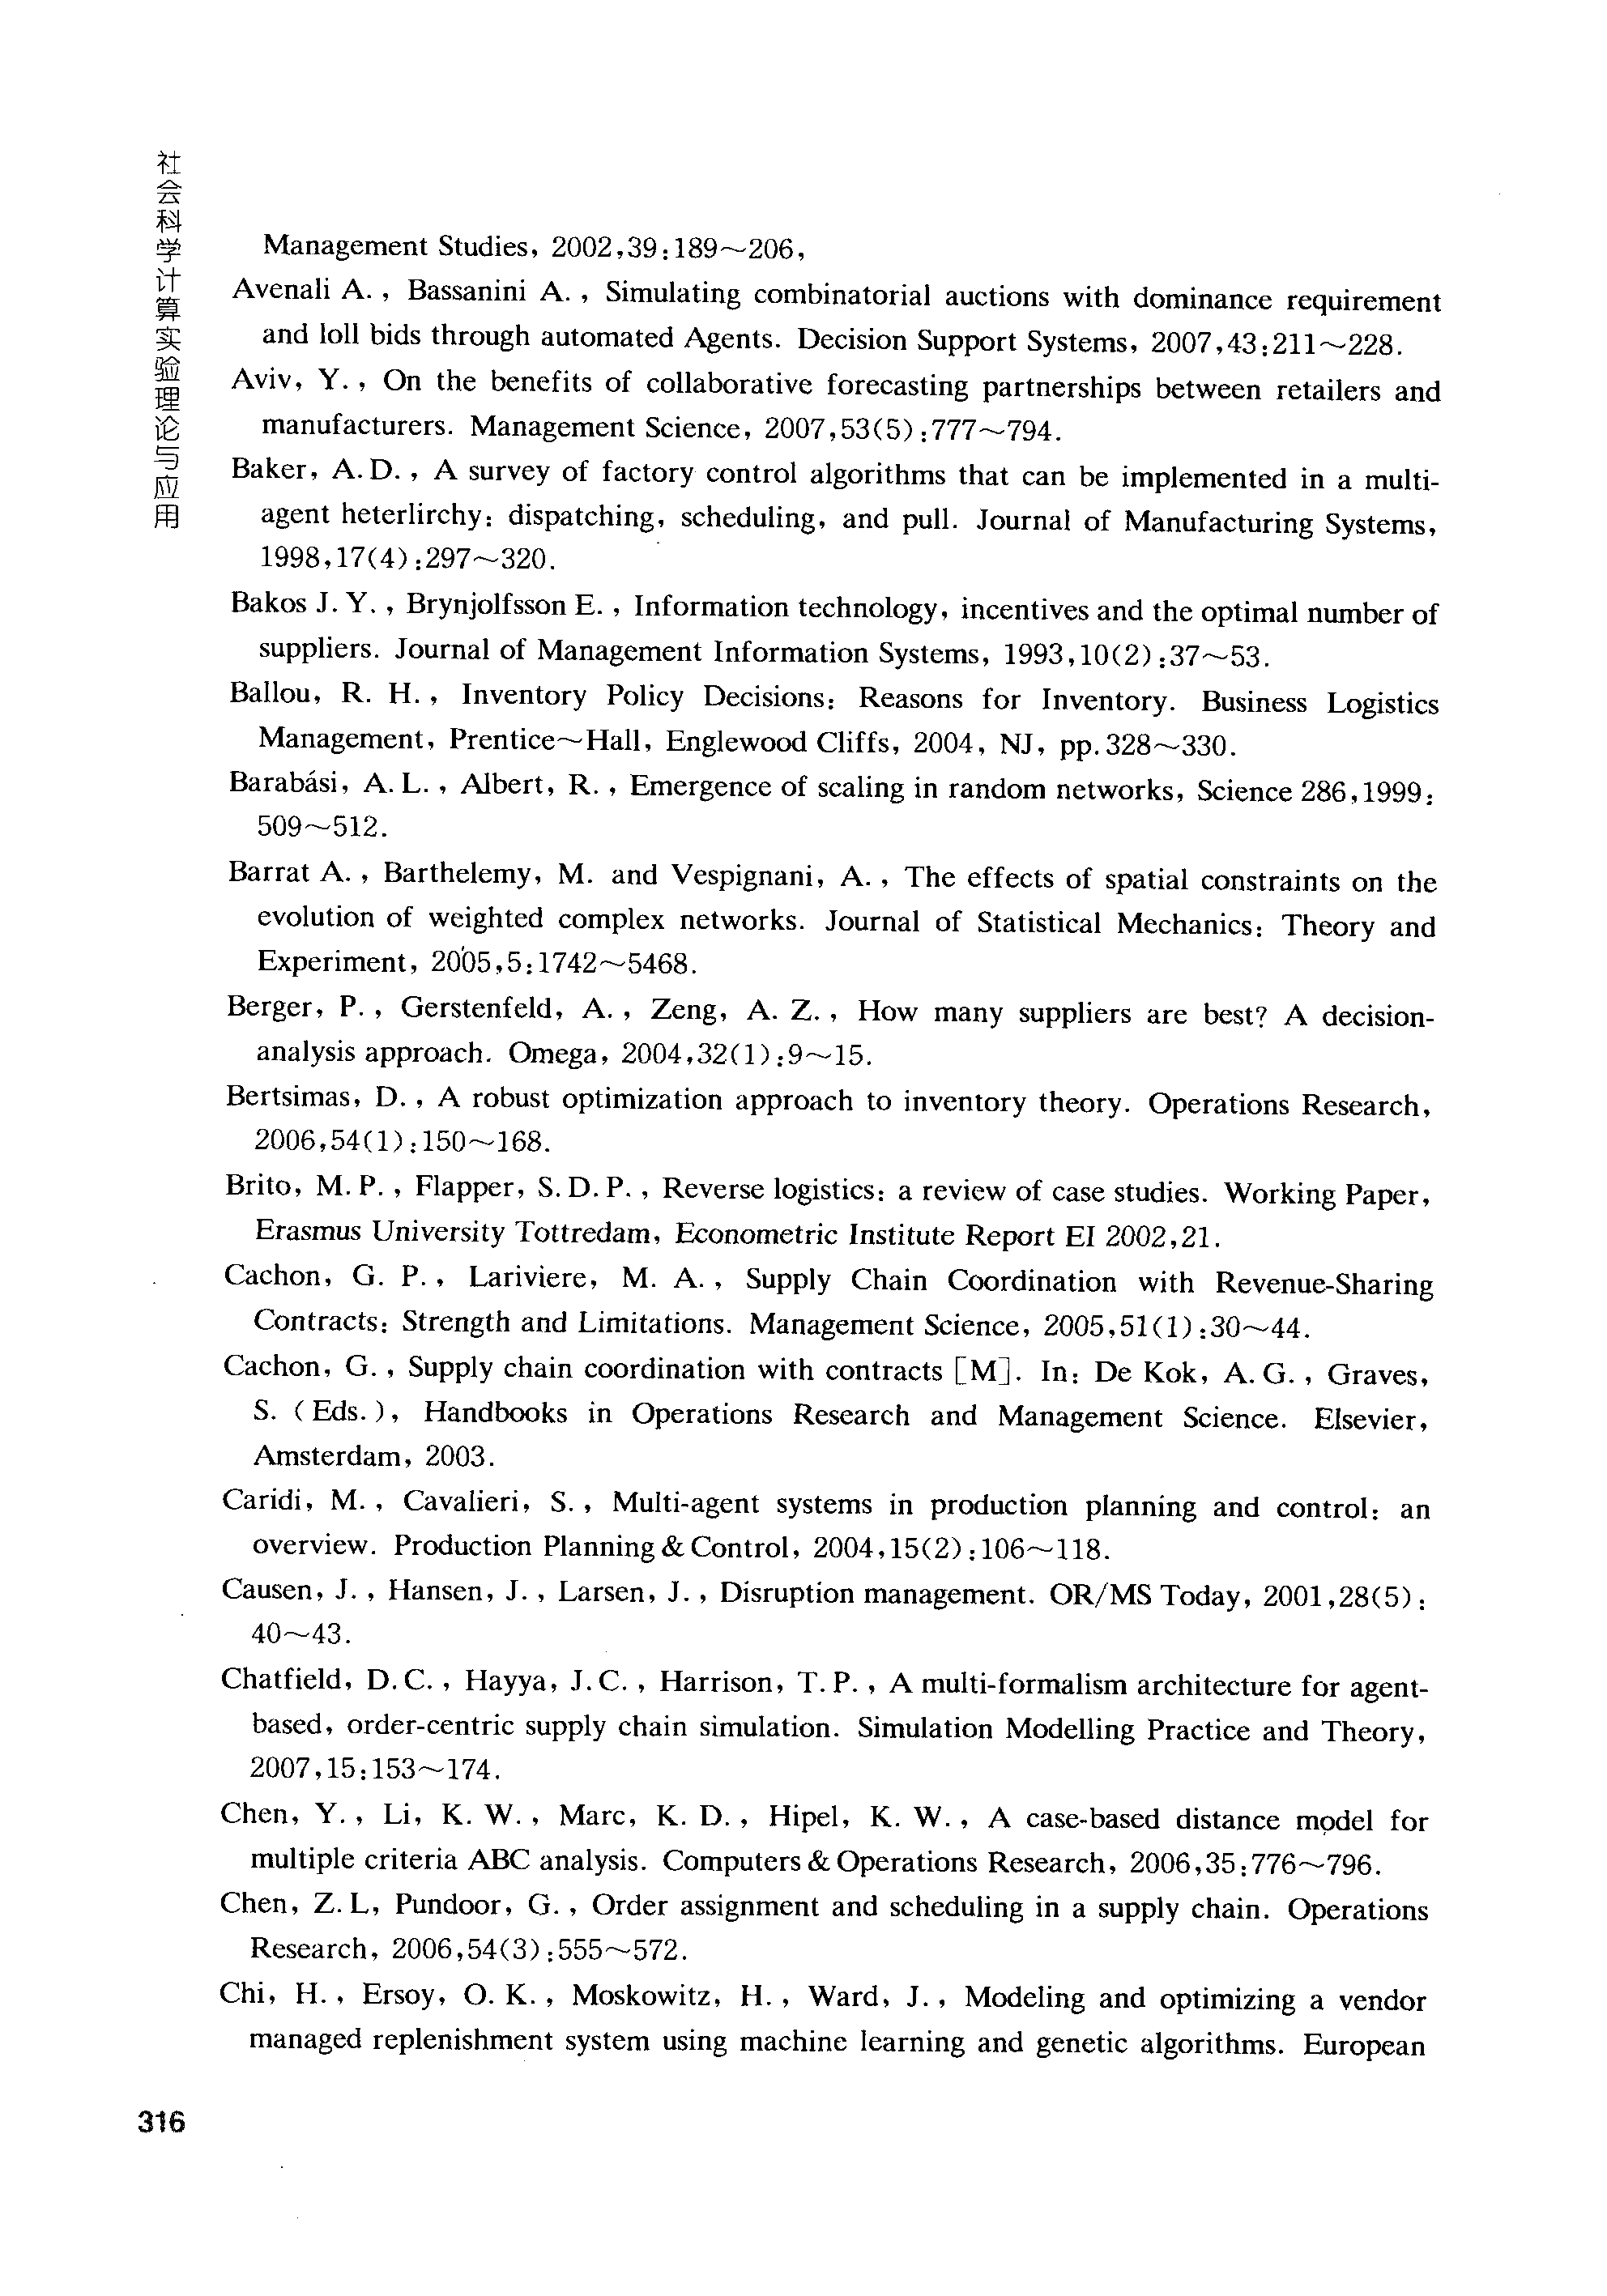 社会科学计算实验理论与应用
Management Studies, 2002,39:189～206,
Avenali A., Bassanini A., Simulating combinatorial auctions with dominance requirement
and loll bids through automated Agents. Decision Support Systems, 2007,43:211～228.
Aviv, Y., On the benefits of collaborative forecasting partnerships between retailers and
manufacturers. Management Science, 2007,53(5):777～794.
Baker, A.D., A survey of factory control algorithms that can be implemented in a multi-
agent heterlirchy: dispatching, scheduling, and pull. Journal of Manufacturing Systems,
1998,17(4):297～320.
Bakos J. Y., Brynjolfsson E., Information technology, incentives and the optimal number of
suppliers. Journal of Management Information Systems, 1993,10(2):37～53.
Ballou, R. H., Inventory Policy Decisions: Reasons for Inventory. Business Logistics
Management, Prentice～Hall, Englewood Cliffs, 2004, NJ, pp.328～330.
Barabási, A.L., Albert, R., Emergence of scaling in random networks, Science 286,1999:
509～512.
Barrat A., Barthelemy, M. and Vespignani, A., The effects of spatial constraints on the
evolution of weighted complex networks. Journal of Statistical Mechanics: Theory and
Experiment, 2005,5:1742～5468.
Berger, P., Gerstenfeld, A., Zeng, A. Z., How many suppliers are best? A decision-
analysis approach. Omega, 2004,32(1):9～15.
Bertsimas, D., A robust optimization approach to inventory theory. Operations Research,
2006,54(1):150～168.
Brito, M.P., Flapper, S.D.P., Reverse logistics: a review of case studies. Working Paper,
Erasmus University Tottredam, Econometric Institute Report EI 2002,21.
Cachon, G. P., Lariviere, M. A., Supply Chain Coordination with Revenue-Sharing
Contracts: Strength and Limitations. Management Science, 2005,51(1):30～44.
Cachon, G., Supply chain coordination with contracts [M]. In: De Kok, A.G., Graves,
S. (Eds.), Handbooks in Operations Research and Management Science. Elsevier,
Amsterdam, 2003.
Caridi, M., Cavalieri, S., Multi-agent systems in production planning and control: an
overview. Production Planning & Control, 2004,15(2):106～118.
Causen, J., Hansen, J., Larsen, J., Disruption management. OR/MS Today, 2001,28(5):
40～43.
Chatfield, D.C., Hayya, J.C., Harrison, T.P., A multi-formalism architecture for agent-
based, order-centric supply chain simulation. Simulation Modelling Practice and Theory,
2007,15:153～174.
Chen, Y., Li, K. W., Marc, K. D., Hipel, K. W., A case-based distance model for
multiple criteria ABC analysis. Computers & Operations Research, 2006,35:776～796.
Chen, Z.L, Pundoor, G., Order assignment and scheduling in a supply chain. Operations
Research, 2006,54(3):555～572.
Chi, H., Ersoy, O. K., Moskowitz, H., Ward, J., Modeling and optimizing a vendor
managed replenishment system using machine learning and genetic algorithms. European
316